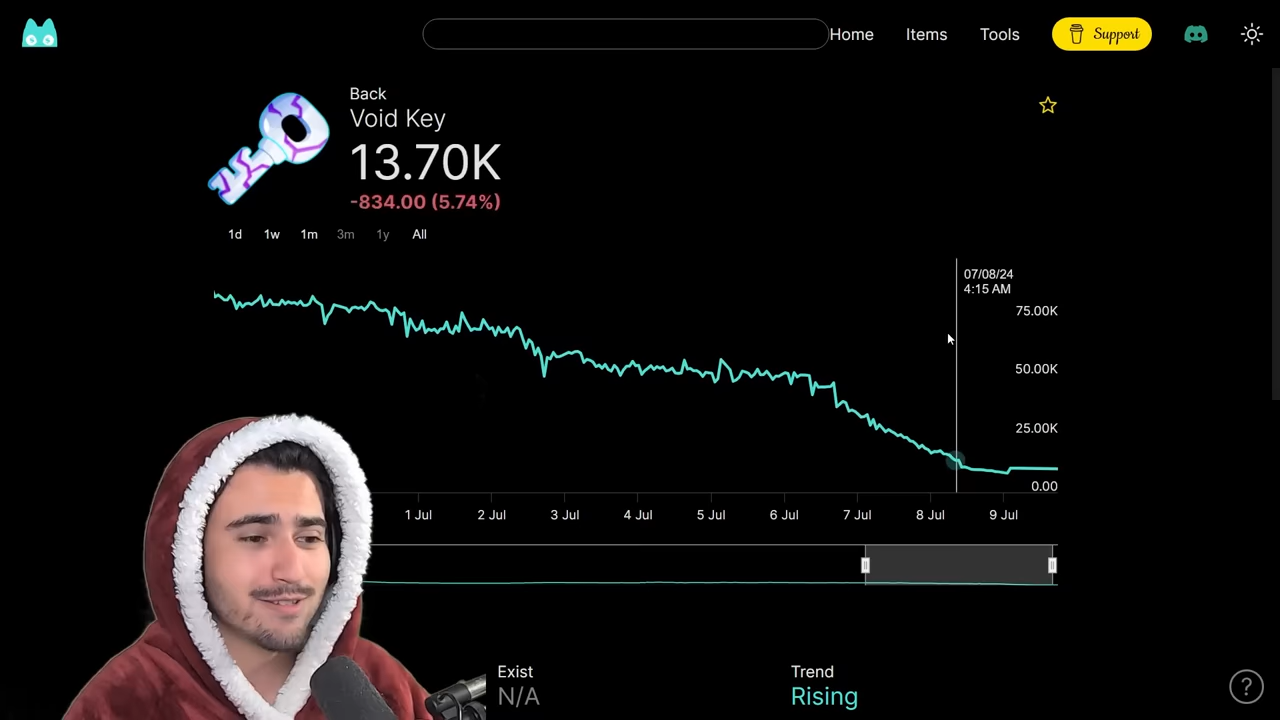 Home
Items
Tools
Support
Back
Void Key
13.70K
-834.00 (5.74%)
1d
1w
1m
3m
1y
All
07/08/24
4:15 AM
75.00K
50.00K
25.00K
0.00
1 Jul
2 Jul
3 Jul
4 Jul
5 Jul
6 Jul
7 Jul
8 Jul
9 Jul
Exist
Trend
N/A
Rising
?